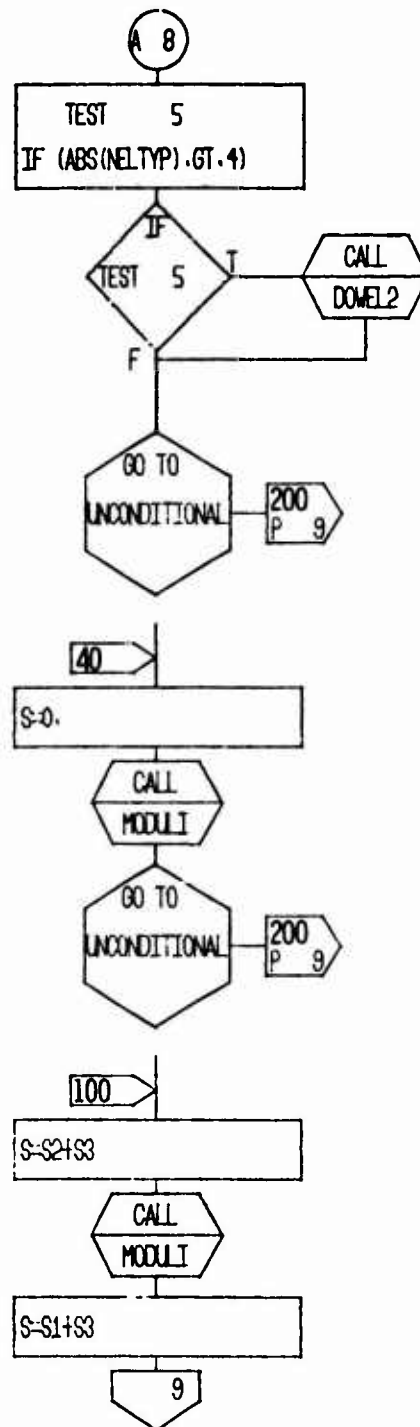 A 8
TEST 5
IF (ABS(NELTYP).GT.4)
IF
TEST 5
T
CALL
DOWEL2
F
GO TO
UNCONDITIONAL
200
P 9
40
S=0.
CALL
MODULI
GO TO
UNCONDITIONAL
200
P 9
100
S=S2+S3
CALL
MODULI
S=S1+S3
9